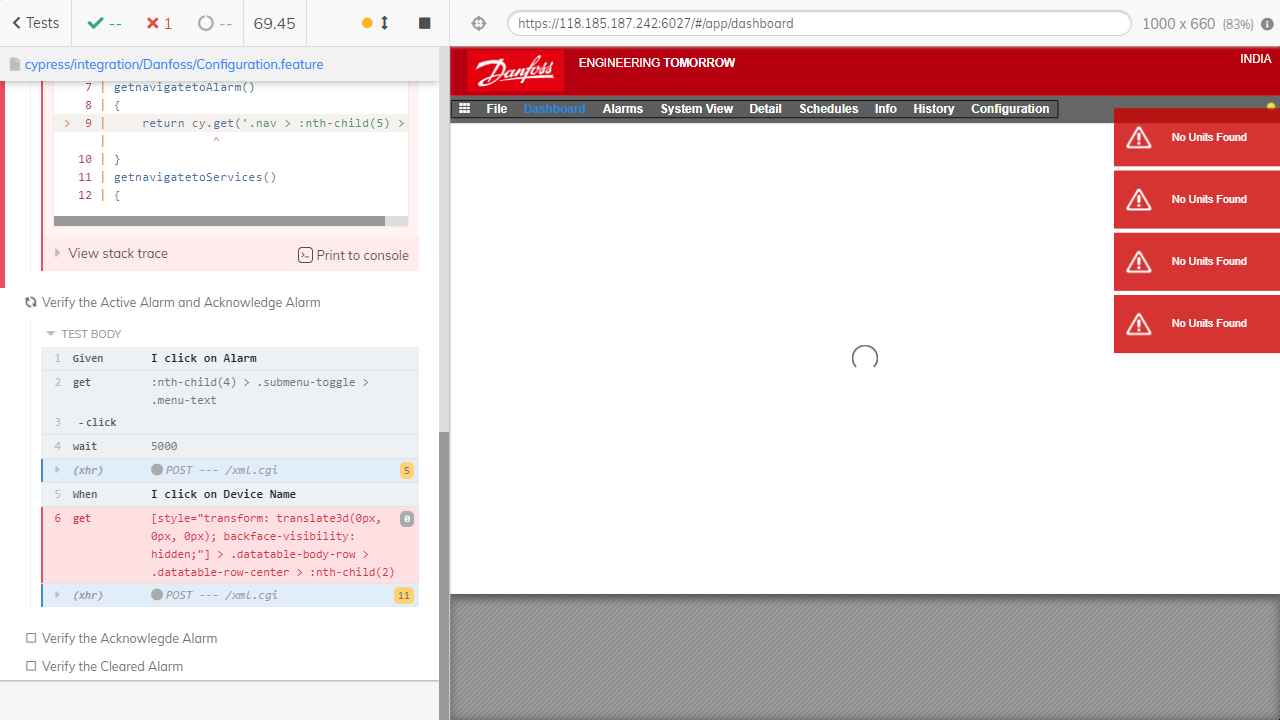 Tests
--
1
--
69.45
https://118.185.187.242:6027/#/app/dashboard
1000 x 660 (83%)
cypress/integration/Danfoss/Configuration.feature
7 | getnavigatetoAlarm()
8 | {
> 9 | return cy.get('.nav > :nth-child(5) >
| ^
10 | }
11 | getnavigatetoServices()
12 | {
View stack trace
Print to console
Verify the Active Alarm and Acknowledge Alarm
TEST BODY
1 Given I click on Alarm
2 get :nth-child(4) > .submenu-toggle >
.menu-text
3 - click
4 wait 5000
(xhr) POST --- /xml.cgi 5
5 When I click on Device Name
6 get [style="transform: translate3d(0px, 0
0px, 0px); backface-visibility:
hidden;"] > .datatable-body-row >
.datatable-row-center > :nth-child(2)
(xhr) POST --- /xml.cgi 11
Verify the Acknowlegde Alarm
Verify the Cleared Alarm
Danfoss
ENGINEERING TOMORROW
INDIA
File Dashboard Alarms System View Detail Schedules Info History Configuration
No Units Found
No Units Found
No Units Found
No Units Found